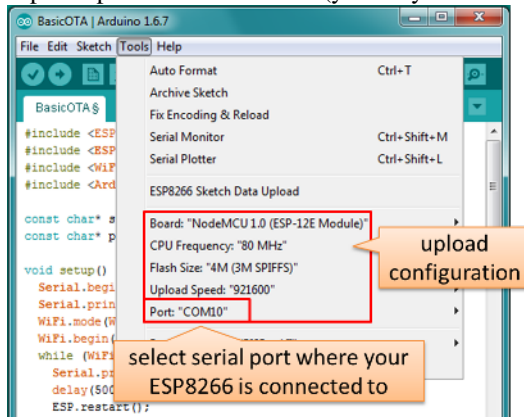 BasicOTA | Arduino 1.6.7
File Edit Sketch Tools Help
Auto Format Ctrl+T
Archive Sketch
Fix Encoding & Reload
Serial Monitor Ctrl+Shift+M
Serial Plotter Ctrl+Shift+L
ESP8266 Sketch Data Upload
Board: "NodeMCU 1.0 (ESP-12E Module)"
CPU Frequency: "80 MHz"
Flash Size: "4M (3M SPIFFS)"
Upload Speed: "921600"
Port: "COM10"
upload
configuration
select serial port where your
ESP8266 is connected to
BasicOTA §
#include <ESP
#include <ESP
#include <WiF
#include <Ard
const char* s
const char* p
void setup()
Serial.begi
Serial.prin
WiFi.mode(W
WiFi.begin(
while (WiFi
Serial.pr
delay(500
ESP.restart();